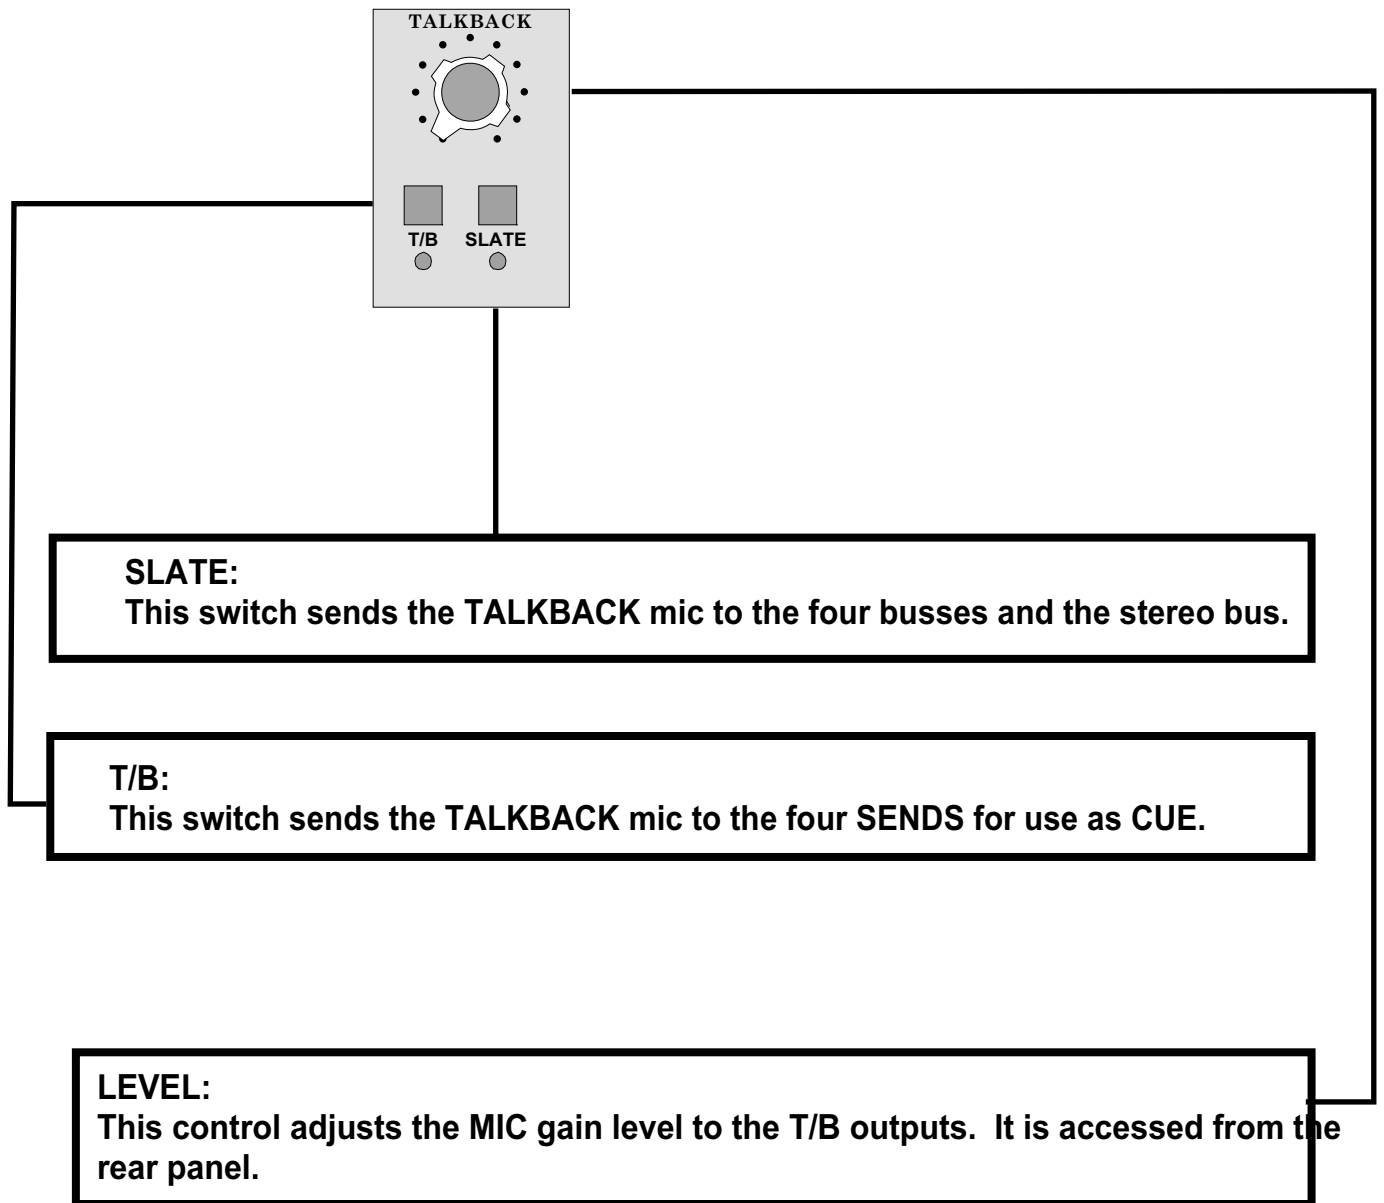 TALKBACK
T/B SLATE
SLATE:
This switch sends the TALKBACK mic to the four busses and the stereo bus.
T/B:
This switch sends the TALKBACK mic to the four SENDS for use as CUE.
LEVEL:
This control adjusts the MIC gain level to the T/B outputs.  It is accessed from the
rear panel.